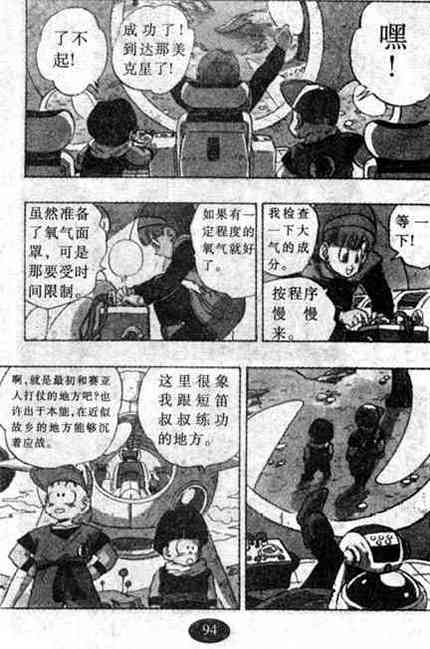 嘿
！
成功了！
到达那美
克星了！
了不
起！
等一
下！
我检查
一下大
气的成
分。
按程序
慢 慢
来。
如果有一
定程度的
氧气就好
了。
虽然准备
了氧气面
罩，可是
那要受时
间限制。
这里很象
我跟短笛
叔叔练功
的地方。
啊，就是最初和赛亚
人打仗的地方吧？也
许出于本能，在近似
故乡的地方能够沉
着应战。
94